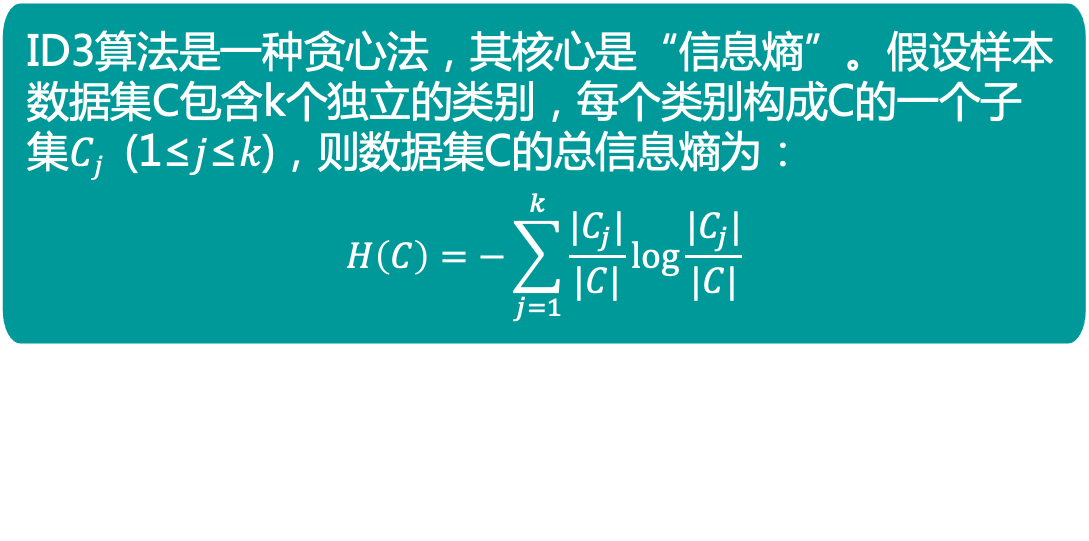 ID3算法是一种贪心法，其核心是“信息熵”。假设样本
数据集C包含k个独立的类别，每个类别构成C的一个子
集C_j (1≤j≤k)，则数据集C的总信息熵为：
H(C) = −∑_{j=1}^{k} |C_j|/|C| log |C_j|/|C|